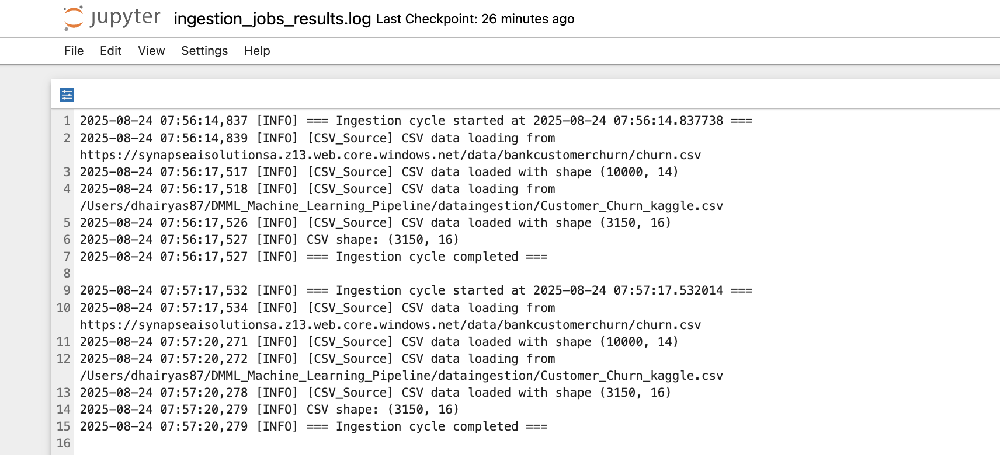 jupyter ingestion_jobs_results.log Last Checkpoint: 26 minutes ago
File Edit View Settings Help
1 2025-08-24 07:56:14,837 [INFO] === Ingestion cycle started at 2025-08-24 07:56:14.837738 ===
2 2025-08-24 07:56:14,839 [INFO] [CSV_Source] CSV data loading from
https://synapseaisolutionsa.z13.web.core.windows.net/data/bankcustomerchurn/churn.csv
3 2025-08-24 07:56:17,517 [INFO] [CSV_Source] CSV data loaded with shape (10000, 14)
4 2025-08-24 07:56:17,518 [INFO] [CSV_Source] CSV data loading from
/Users/dhairyas87/DMML_Machine_Learning_Pipeline/dataingestion/Customer_Churn_kaggle.csv
5 2025-08-24 07:56:17,526 [INFO] [CSV_Source] CSV data loaded with shape (3150, 16)
6 2025-08-24 07:56:17,527 [INFO] CSV shape: (3150, 16)
7 2025-08-24 07:56:17,527 [INFO] === Ingestion cycle completed ===
8
9 2025-08-24 07:57:17,532 [INFO] === Ingestion cycle started at 2025-08-24 07:57:17.532014 ===
10 2025-08-24 07:57:17,534 [INFO] [CSV_Source] CSV data loading from
https://synapseaisolutionsa.z13.web.core.windows.net/data/bankcustomerchurn/churn.csv
11 2025-08-24 07:57:20,271 [INFO] [CSV_Source] CSV data loaded with shape (10000, 14)
12 2025-08-24 07:57:20,272 [INFO] [CSV_Source] CSV data loading from
/Users/dhairyas87/DMML_Machine_Learning_Pipeline/dataingestion/Customer_Churn_kaggle.csv
13 2025-08-24 07:57:20,278 [INFO] [CSV_Source] CSV data loaded with shape (3150, 16)
14 2025-08-24 07:57:20,279 [INFO] CSV shape: (3150, 16)
15 2025-08-24 07:57:20,279 [INFO] === Ingestion cycle completed ===
16